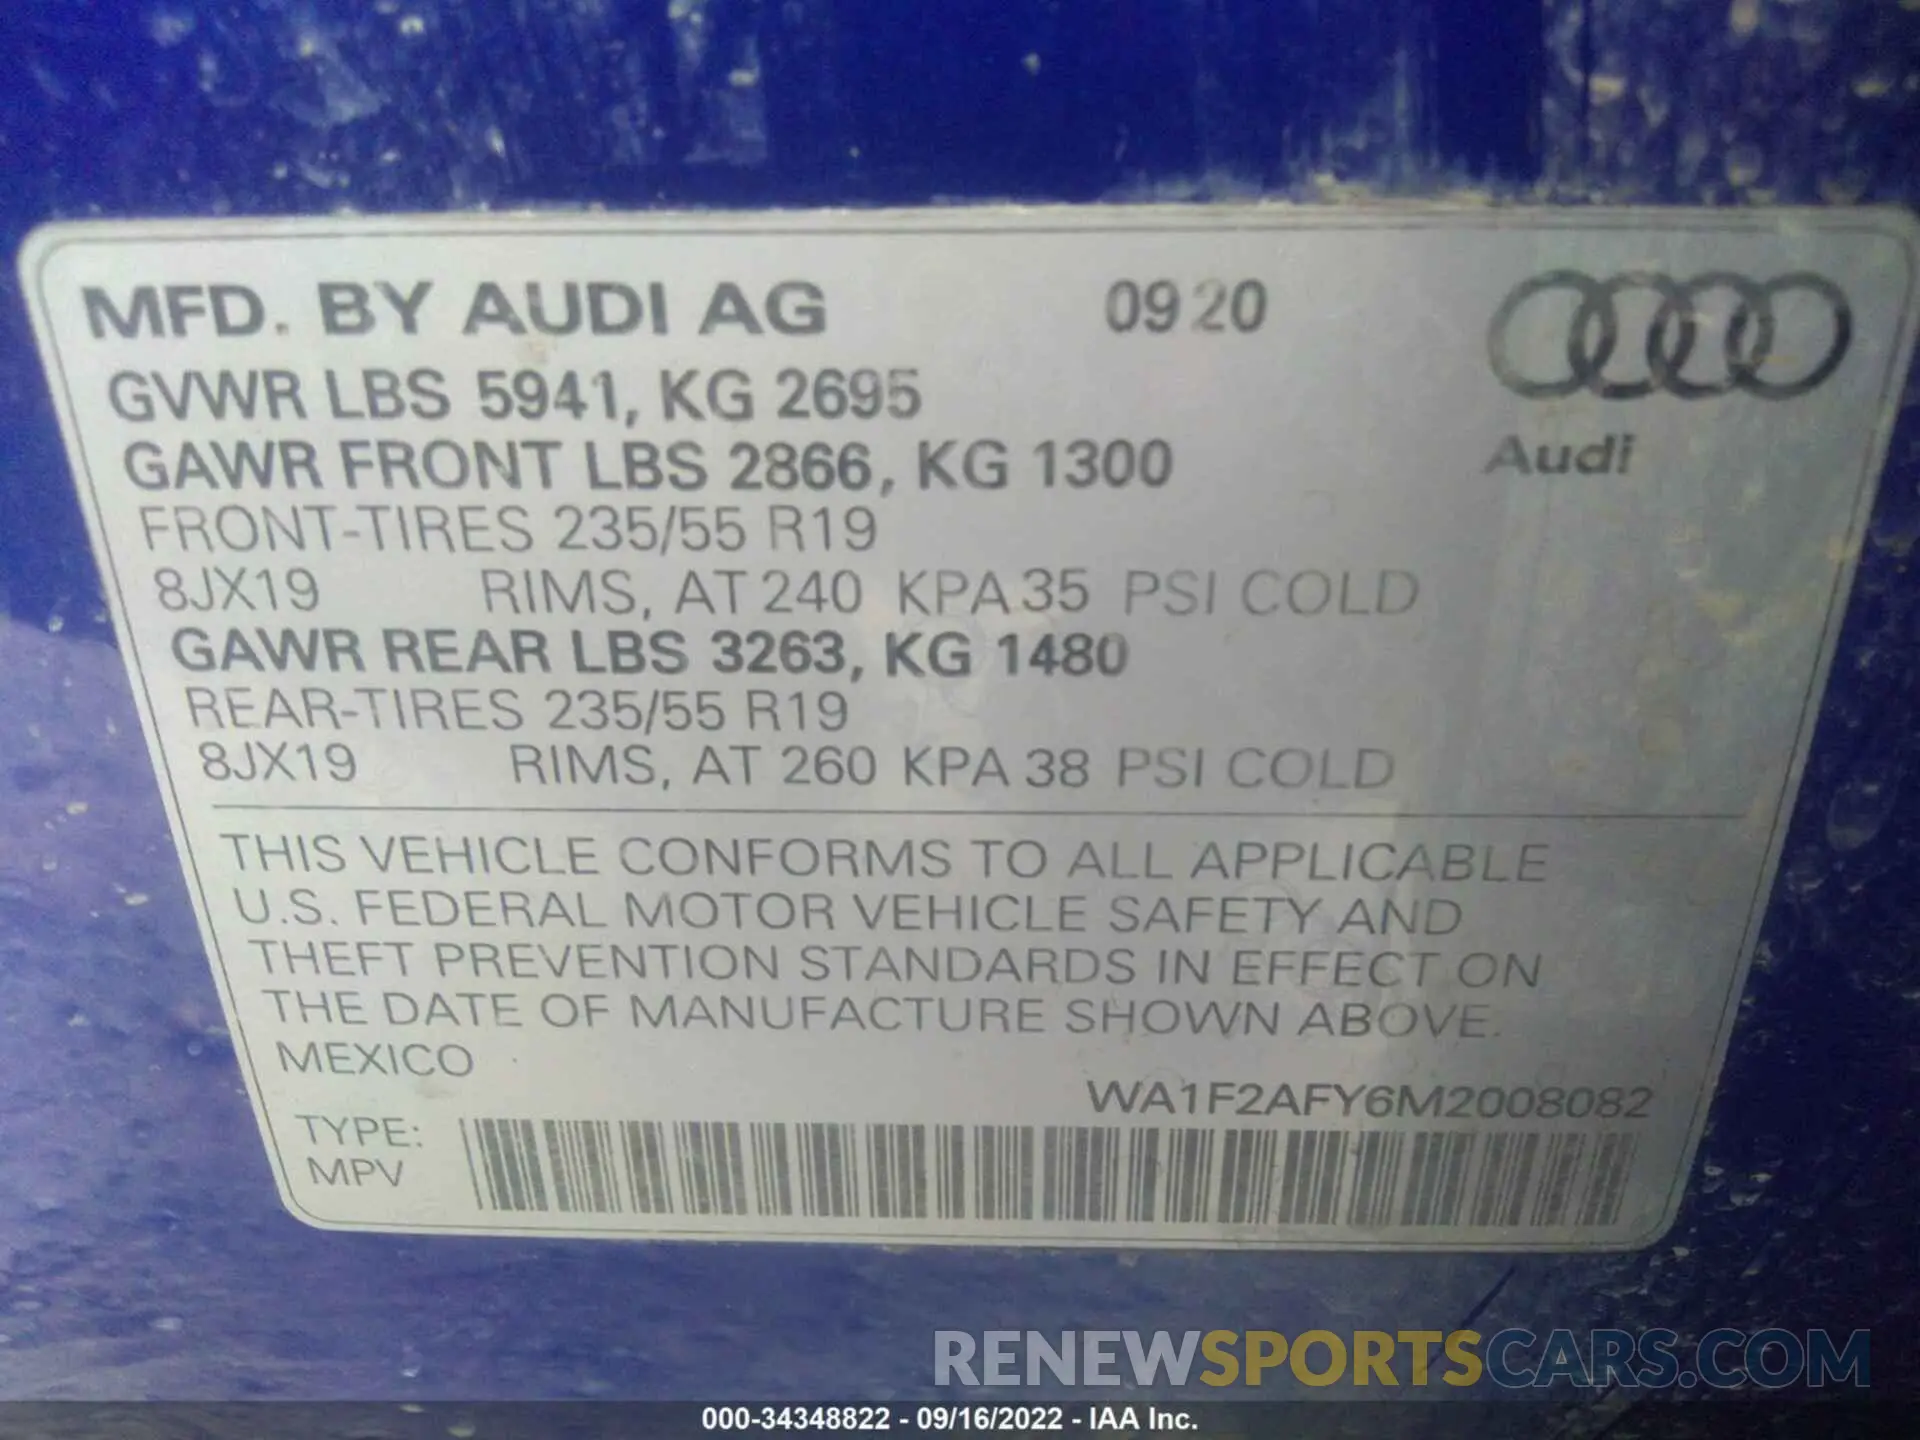 MFD. BY AUDI AG 09 20
GVWR LBS 5941, KG 2695
GAWR FRONT LBS 2866, KG 1300
Audi
FRONT-TIRES 235/55 R19
8JX19 RIMS, AT 240 KPA 35 PSI COLD
GAWR REAR LBS 3263, KG 1480
REAR-TIRES 235/55 R19
8JX19 RIMS, AT 260 KPA 38 PSI COLD
THIS VEHICLE CONFORMS TO ALL APPLICABLE
U.S. FEDERAL MOTOR VEHICLE SAFETY AND
THEFT PREVENTION STANDARDS IN EFFECT ON
THE DATE OF MANUFACTURE SHOWN ABOVE.
MEXICO
WA1F2AFY6M2008082
TYPE:
MPV
RENEWSPORTSCARS.COM
000-34348822 - 09/16/2022 - IAA Inc.